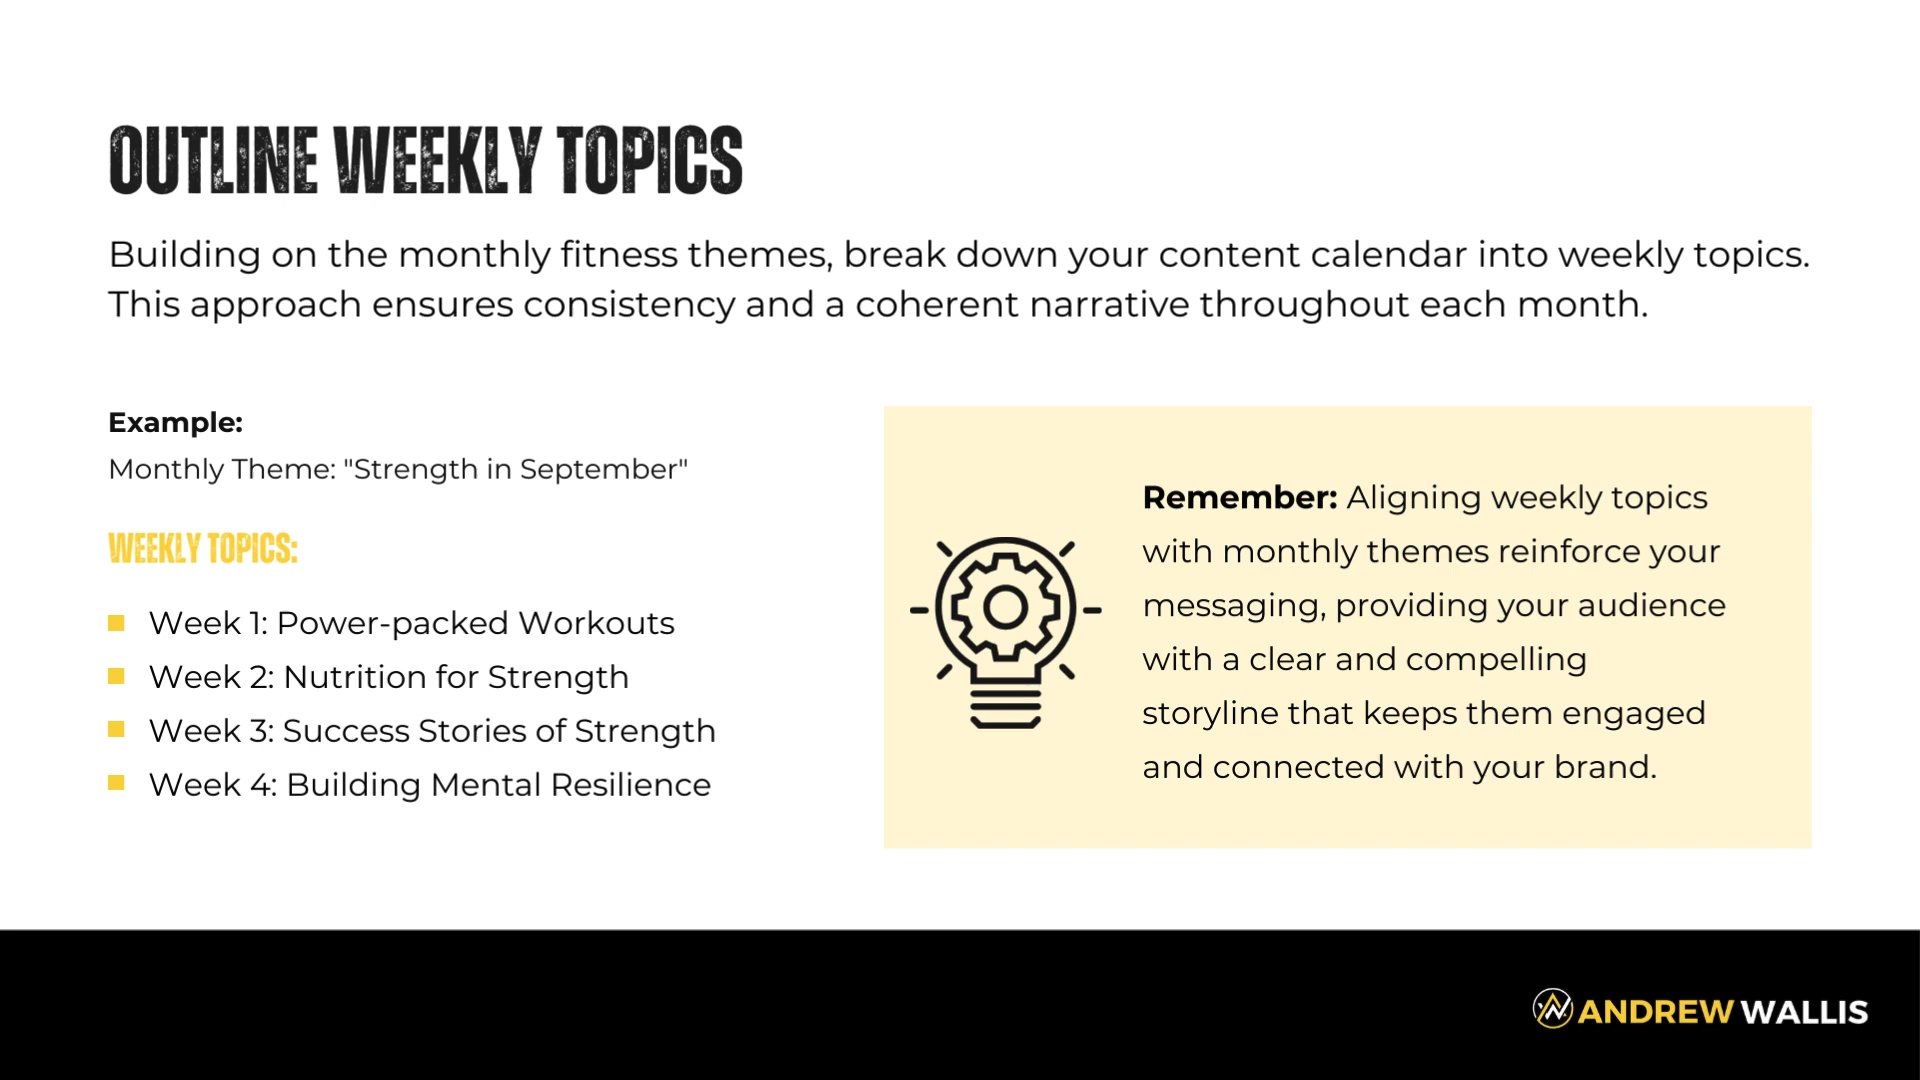 OUTLINE WEEKLY TOPICS
Building on the monthly fitness themes, break down your content calendar into weekly topics.
This approach ensures consistency and a coherent narrative throughout each month.
Example:
Monthly Theme: "Strength in September"
WEEKLY TOPICS:
Week 1: Power-packed Workouts
Week 2: Nutrition for Strength
Week 3: Success Stories of Strength
Week 4: Building Mental Resilience
Remember: Aligning weekly topics
with monthly themes reinforce your
messaging, providing your audience
with a clear and compelling
storyline that keeps them engaged
and connected with your brand.
ANDREW WALLIS